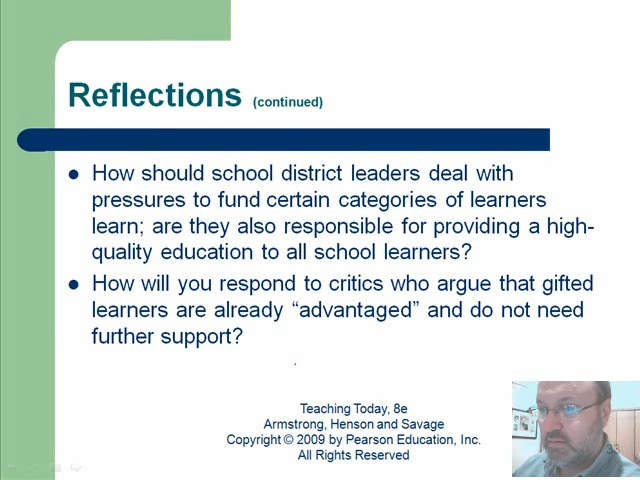 Reflections (continued)
How should school district leaders deal with
pressures to fund certain categories of learners
learn; are they also responsible for providing a high-
quality education to all school learners?
How will you respond to critics who argue that gifted
learners are already “advantaged” and do not need
further support?
Teaching Today, 8e
Armstrong, Henson and Savage
Copyright © 2009 by Pearson Education, Inc.
All Rights Reserved
33